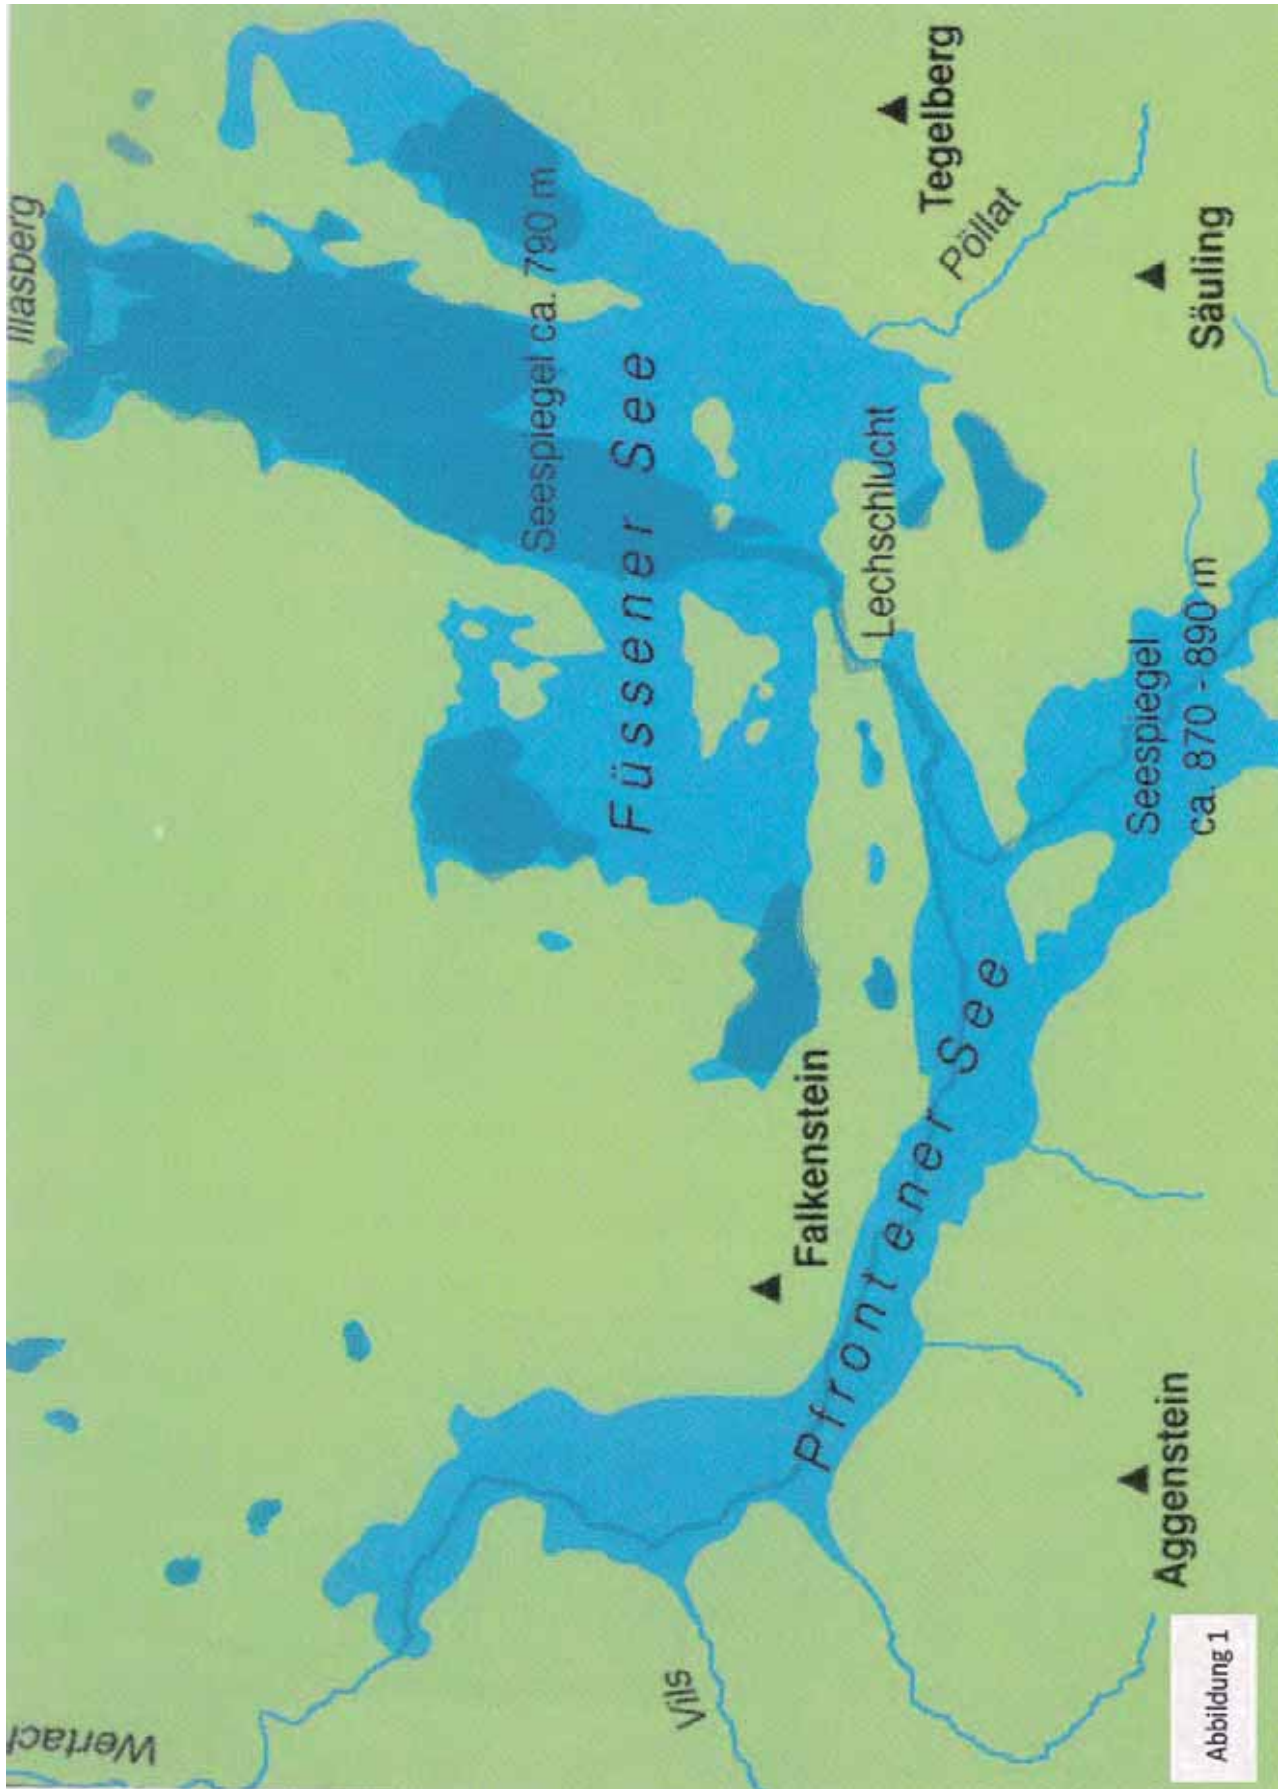 Illasberg
Wertach
Seespiegel ca. 790 m
Füssener See
Tegelberg
Pöllat
Säuling
Lechschlucht
Falkenstein
Pfrontener See
Seespiegel
ca. 870 - 890 m
Vils
Aggenstein
Abbildung 1